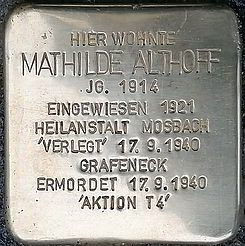 HIER WOHNTE
MATHILDE ALTHOFF
JG. 1914
EINGEWIESEN 1921
HEILANSTALT MOSBACH
'VERLEGT' 17.9.1940
GRAFENECK
ERMORDET 17.9.1940
'AKTION T4'